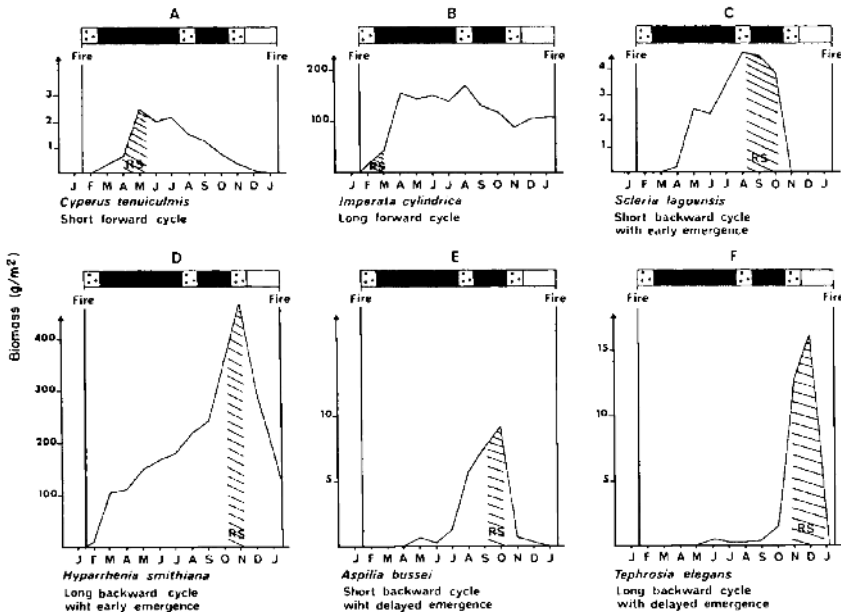 A
B
C
Fire Fire
Fire Fire
Fire Fire
3
2
1
200
100
4
3
2
1
RS
RS
RS
J F M A M J J A S O N D J
J F M A M J J A S O N D J
J F M A M J J A S O N D J
Cyperus tenuiculmis
Short forward cycle
Imperata cylindrica
Long forward cycle
Scleria lagoensis
Short backward cycle
with early emergence
D
E
F
Fire Fire
Fire Fire
Fire Fire
Biomass (g/m²)
400
300
200
100
10
5
15
10
5
RS
RS
RS
J F M A M J J A S O N D J
J F M A M J J A S O N D J
J F M A M J J A S O N D J
Hyparrhenia smithiana
Long backward cycle
wiht early emergence
Aspilia bussei
Short backward cycle
wiht delayed emergence
Tephrosia elegans
Long backward cycle
with delayed emergence